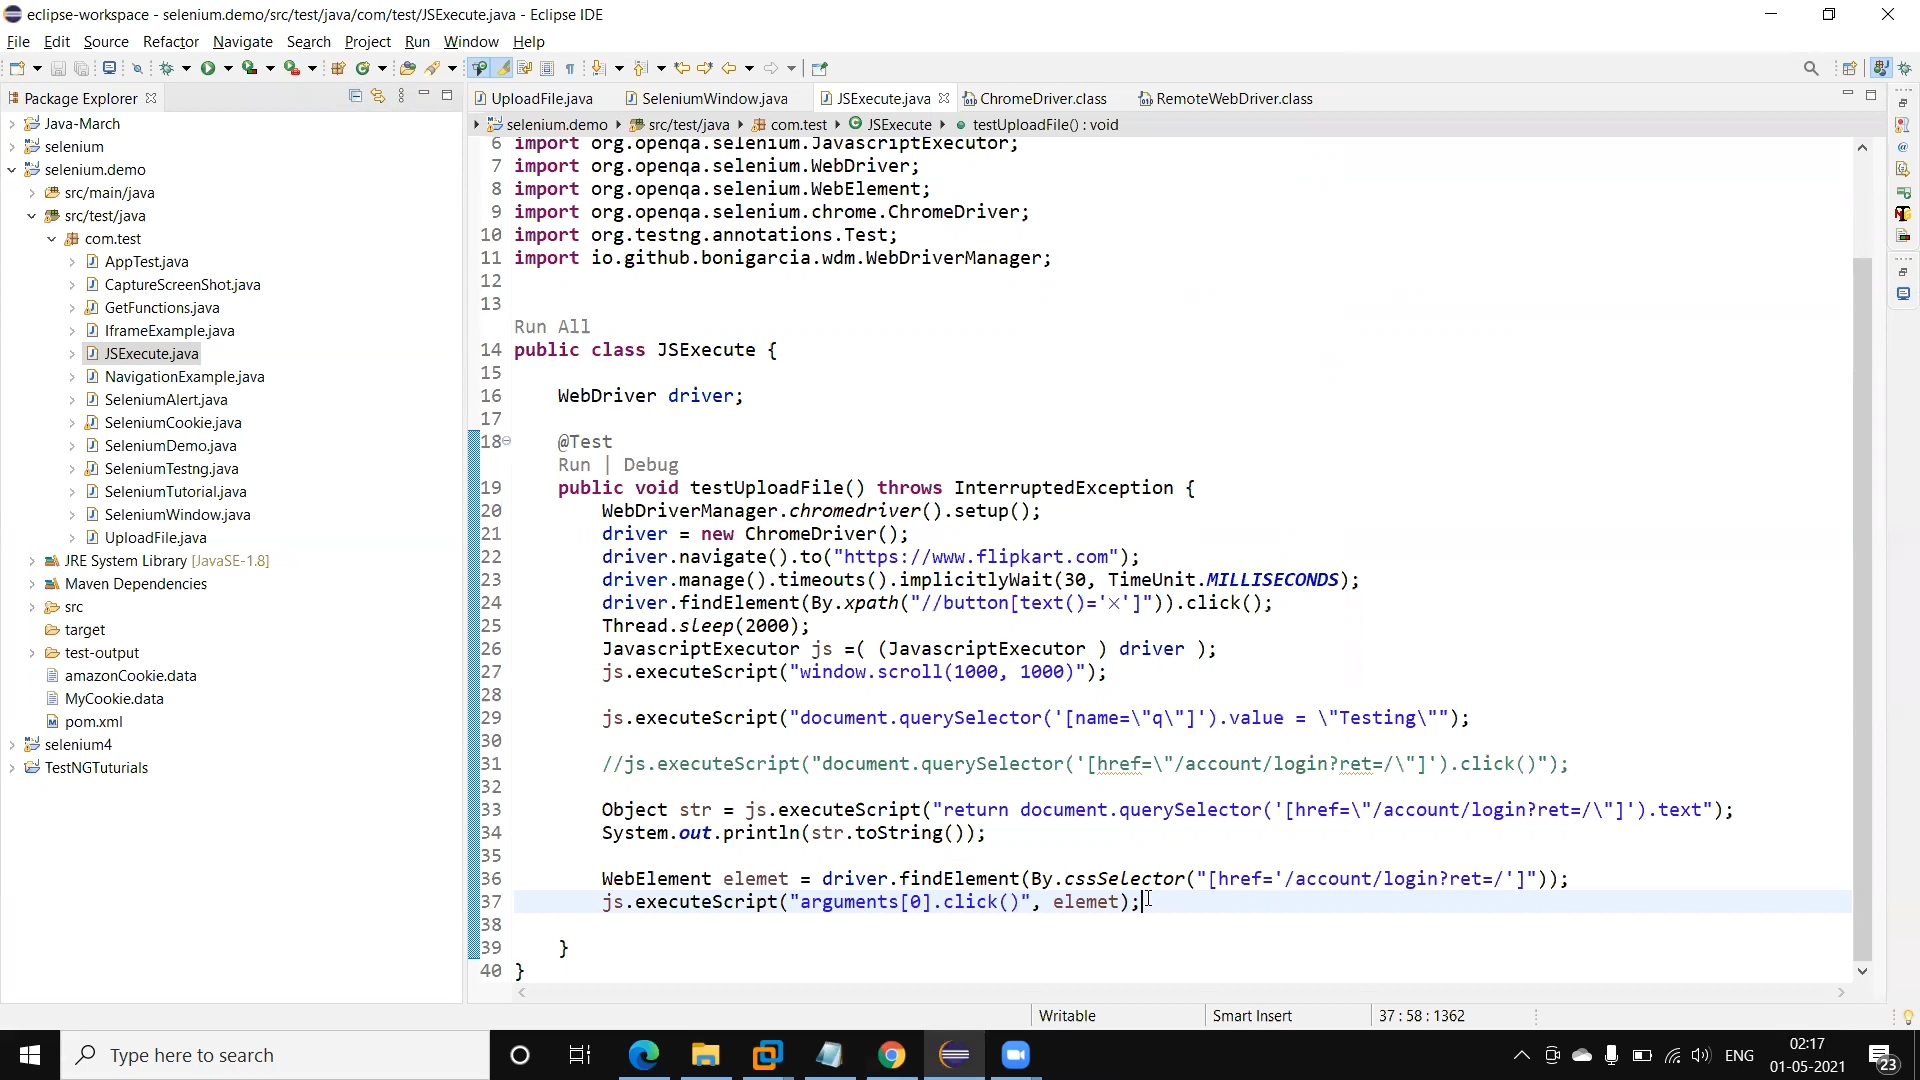 eclipse-workspace - selenium.demo/src/test/java/com/test/JSExecute.java - Eclipse IDE
File Edit Source Refactor Navigate Search Project Run Window Help
Package Explorer
Java-March
selenium
selenium.demo
src/main/java
src/test/java
com.test
AppTest.java
CaptureScreenShot.java
GetFunctions.java
IframeExample.java
JSExecute.java
NavigationExample.java
SeleniumAlert.java
SeleniumCookie.java
SeleniumDemo.java
SeleniumTestng.java
SeleniumTutorial.java
SeleniumWindow.java
UploadFile.java
JRE System Library [JavaSE-1.8]
Maven Dependencies
src
target
test-output
amazonCookie.data
MyCookie.data
pom.xml
selenium4
TestNGTuturials
UploadFile.java SeleniumWindow.java JSExecute.java ChromeDriver.class RemoteWebDriver.class
selenium.demo src/test/java com.test JSExecute testUploadFile() : void
6 import org.openqa.selenium.JavascriptExecutor;
7 import org.openqa.selenium.WebDriver;
8 import org.openqa.selenium.WebElement;
9 import org.openqa.selenium.chrome.ChromeDriver;
10 import org.testng.annotations.Test;
11 import io.github.bonigarcia.wdm.WebDriverManager;
12
13
Run All
14 public class JSExecute {
15
16 WebDriver driver;
17
18 @Test
Run | Debug
19 public void testUploadFile() throws InterruptedException {
20 WebDriverManager.chromedriver().setup();
21 driver = new ChromeDriver();
22 driver.navigate().to("https://www.flipkart.com");
23 driver.manage().timeouts().implicitlyWait(30, TimeUnit.MILLISECONDS);
24 driver.findElement(By.xpath("//button[text()='×']")).click();
25 Thread.sleep(2000);
26 JavascriptExecutor js =( (JavascriptExecutor ) driver );
27 js.executeScript("window.scroll(1000, 1000)");
28
29 js.executeScript("document.querySelector('[name=\"q\"]').value = \"Testing\"");
30
31 //js.executeScript("document.querySelector('[href=\"/account/login?ret=/\"]').click()");
32
33 Object str = js.executeScript("return document.querySelector('[href=\"/account/login?ret=/\"]').text");
34 System.out.println(str.toString());
35
36 WebElement elemet = driver.findElement(By.cssSelector("[href='/account/login?ret=/']"));
37 js.executeScript("arguments[0].click()", elemet);
38
39 }
40 }
Writable Smart Insert 37 : 58 : 1362
Type here to search
ENG
02:17
01-05-2021
23